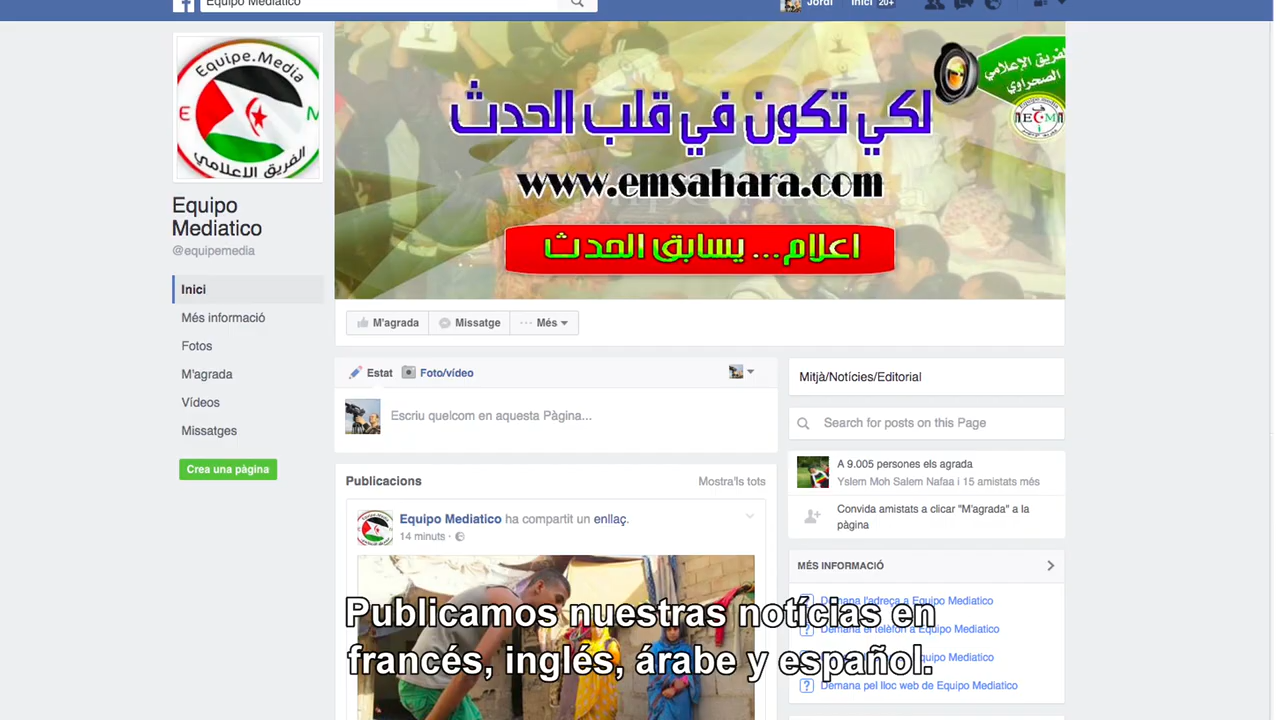 Equipo Mediatico
Jordi
Inici 20+
Equipe.Media
E
M
الفريق الإعلامي
الفريق الإعلامي
الصحراوي
لكي تكون في قلب الحدث
www.emsahara.com
اعلام... يسابق الحدث
Equipo
Mediatico
@equipemedia
Inici
Més informació
Fotos
M'agrada
Vídeos
Missatges
Crea una pàgina
M'agrada
Missatge
Més
Estat
Foto/vídeo
Escriu quelcom en aquesta Pàgina...
Publicacions
Mostra'ls tots
Equipo Mediatico ha compartit un enllaç.
14 minuts
Mitjà/Notícies/Editorial
Search for posts on this Page
A 9.005 persones els agrada
Yslem Moh Salem Nafaa i 15 amistats més
Convida amistats a clicar "M'agrada" a la
pàgina
MÉS INFORMACIÓ
Demana l'adreça a Equipo Mediatico
Demana el telèfon a Equipo Mediatico
Equipo Mediatico
Demana pel lloc web de Equipo Mediatico
Publicamos nuestras notícias en
francés, inglés, árabe y español.